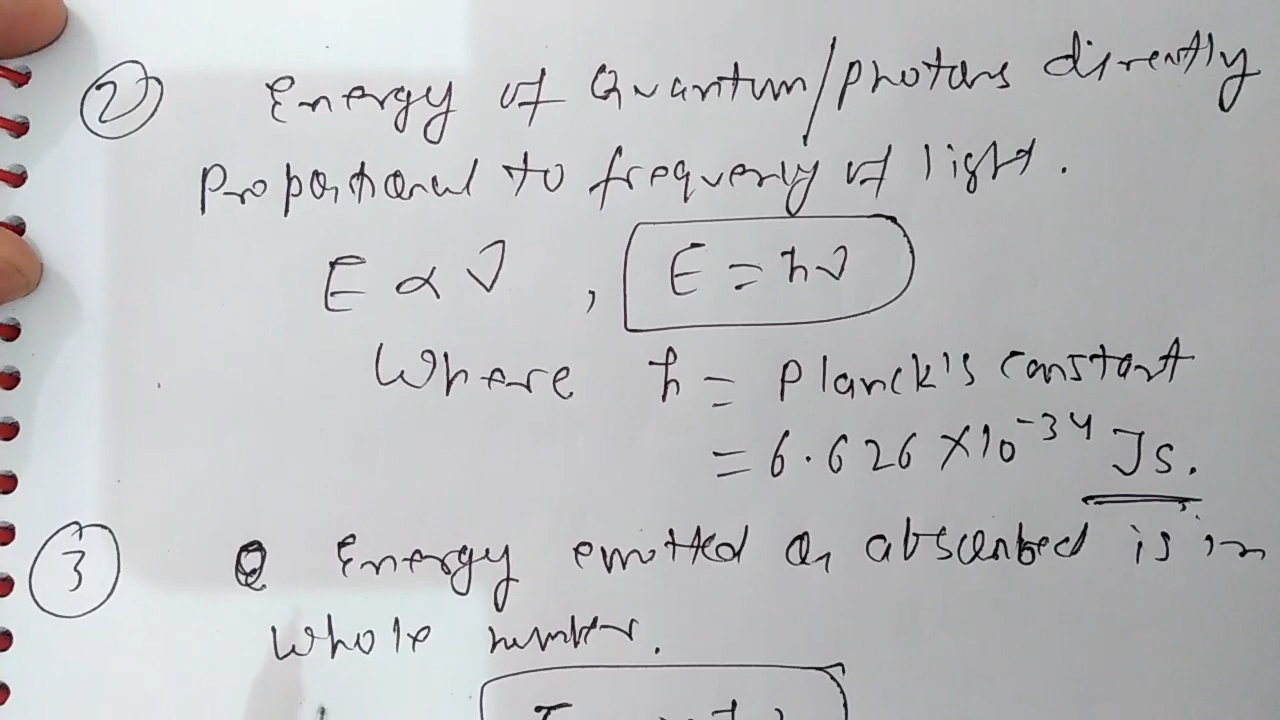 ② Energy of Quantum/photons directly
Proportional to frequency of light.
E ∝ ν , E = hν
Where h = Planck's constant
= 6.626 × 10⁻³⁴ Js.
③ Energy emitted or absorbed is in
whole number.